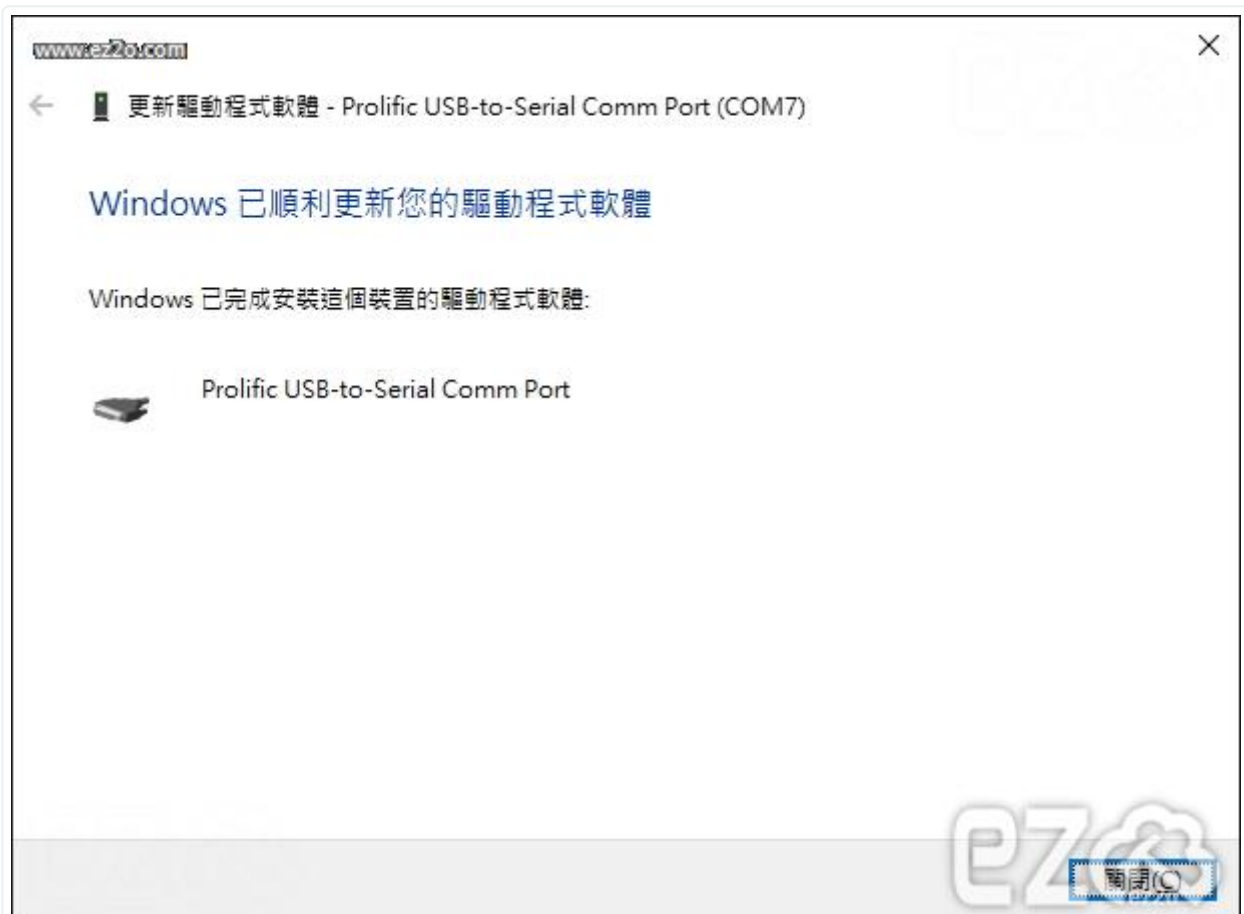 www.ez2o.com
更新驅動程式軟體 - Prolific USB-to-Serial Comm Port (COM7)
Windows 已順利更新您的驅動程式軟體
Windows 已完成安裝這個裝置的驅動程式軟體:
Prolific USB-to-Serial Comm Port
關閉(C)